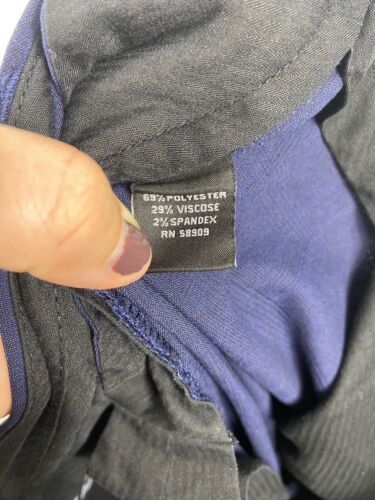 69% POLYESTER
29% VISCOSE
2% SPANDEX
RN 58909